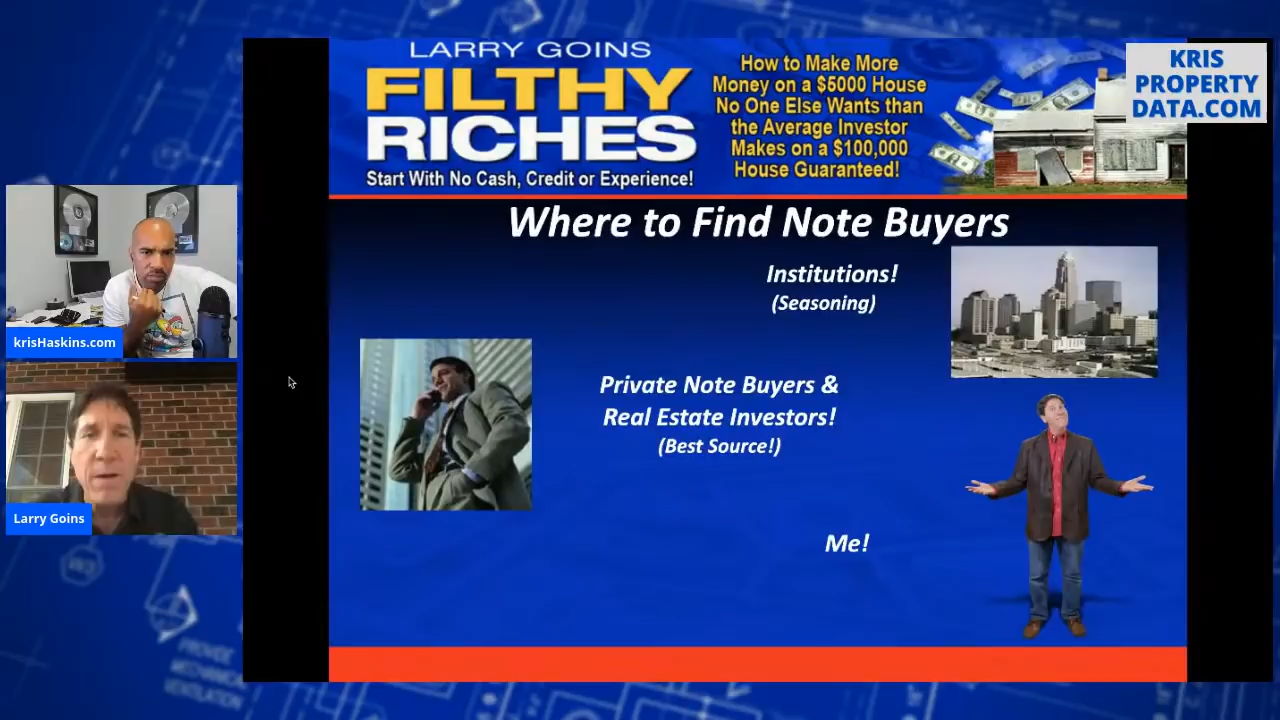 LARRY GOINS
FILTHY
RICHES
Start With No Cash, Credit or Experience!
How to Make More
Money on a $5000 House
No One Else Wants than
the Average Investor
Makes on a $100,000
House Guaranteed!
KRIS
PROPERTY
DATA.COM
Where to Find Note Buyers
Institutions!
(Seasoning)
Private Note Buyers &
Real Estate Investors!
(Best Source!)
Me!
krisHaskins.com
Larry Goins
PROVIDE
MECHANICAL
VENTILATION